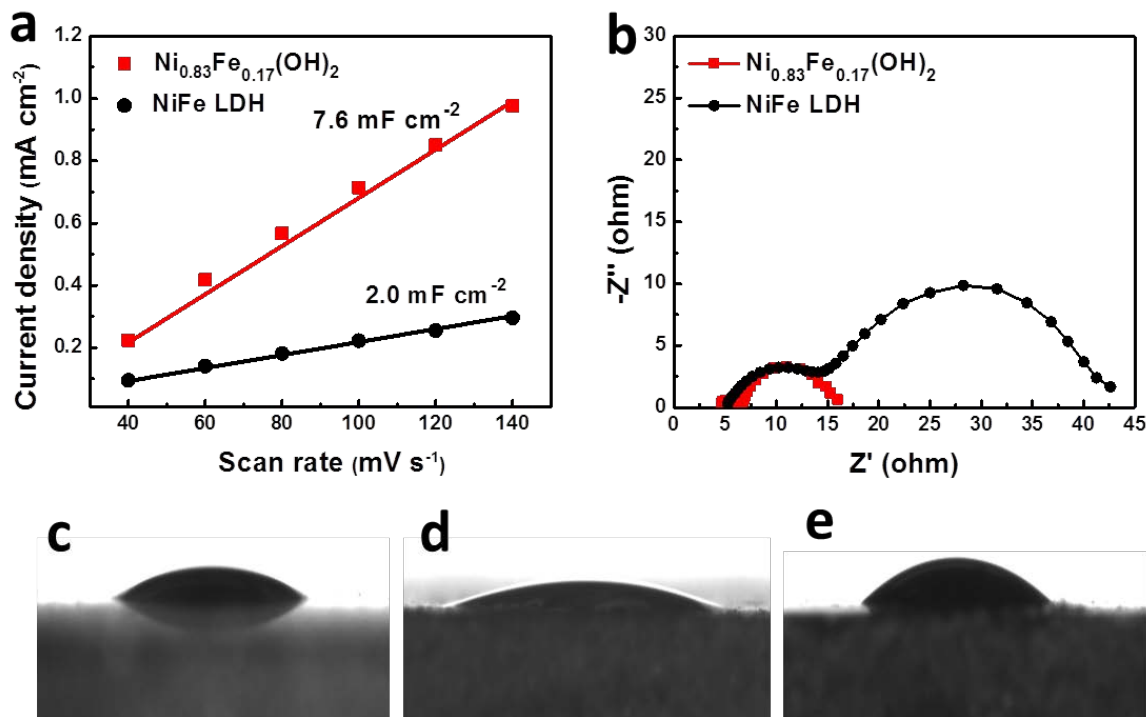 a
1.2
1.0
0.8
0.6
0.4
0.2
Current density (mA cm⁻²)
Ni₀.₈₃Fe₀.₁₇(OH)₂
NiFe LDH
7.6 mF cm⁻²
2.0 mF cm⁻²
40 60 80 100 120 140
Scan rate (mV s⁻¹)
b
30
25
20
15
10
5
0
-Z'' (ohm)
Ni₀.₈₃Fe₀.₁₇(OH)₂
NiFe LDH
0 5 10 15 20 25 30 35 40 45
Z' (ohm)
c
d
e